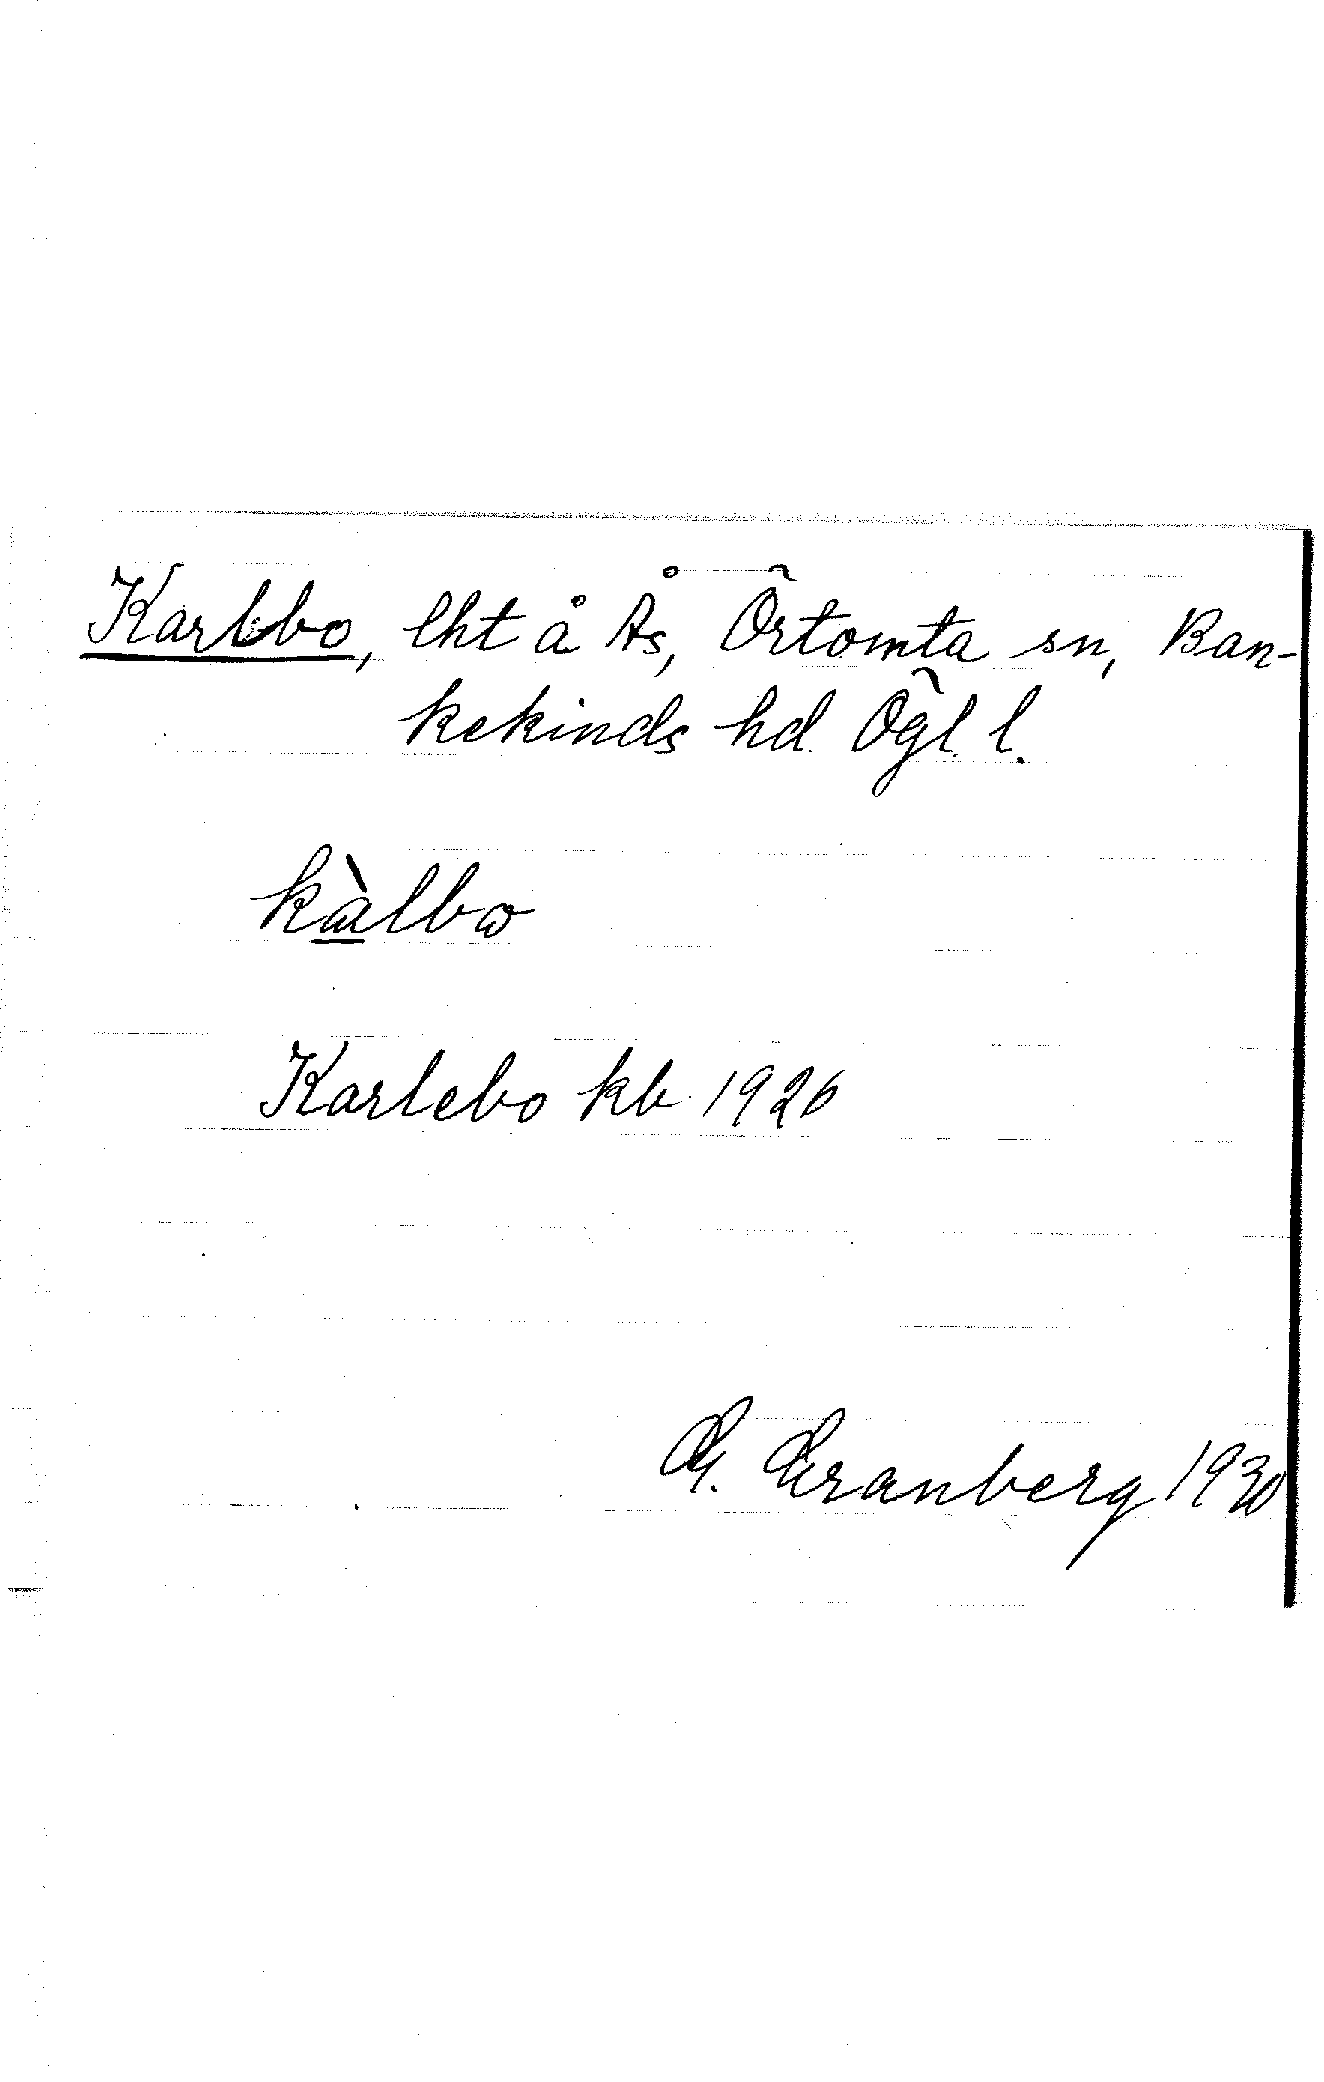 Karlbo, lht å Ås, Örtomta sn, Ban-
kekinds hd. Ögl. l.
kàlbo
Karlebo kb. 1926
G. Granberg 1930